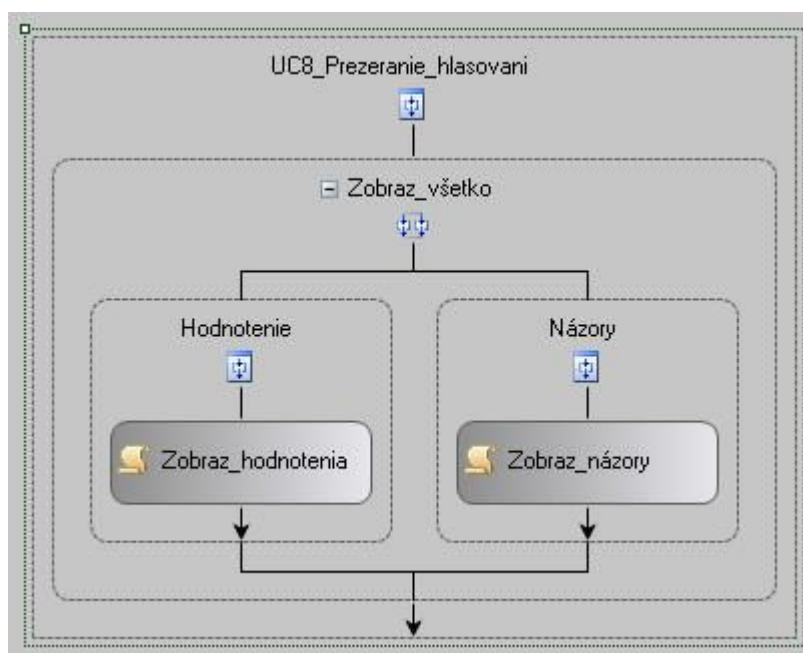 UC8_Prezeranie_hlasovani
Zobraz_všetko
Hodnotenie
Názory
Zobraz_hodnotenia
Zobraz_názory